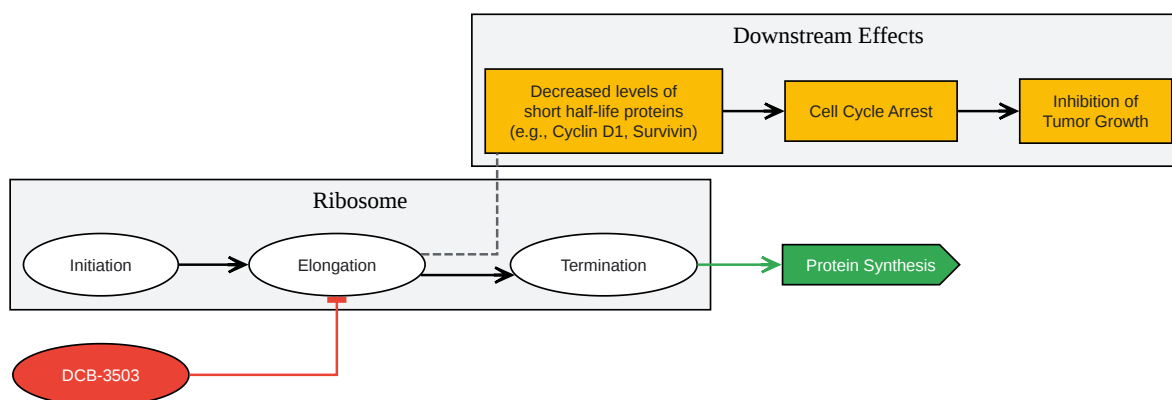 Downstream Effects
Decreased levels of
short half-life proteins
(e.g., Cyclin D1, Survivin)
Cell Cycle Arrest
Inhibition of
Tumor Growth
Ribosome
Initiation
Elongation
Termination
Protein Synthesis
DCB-3503